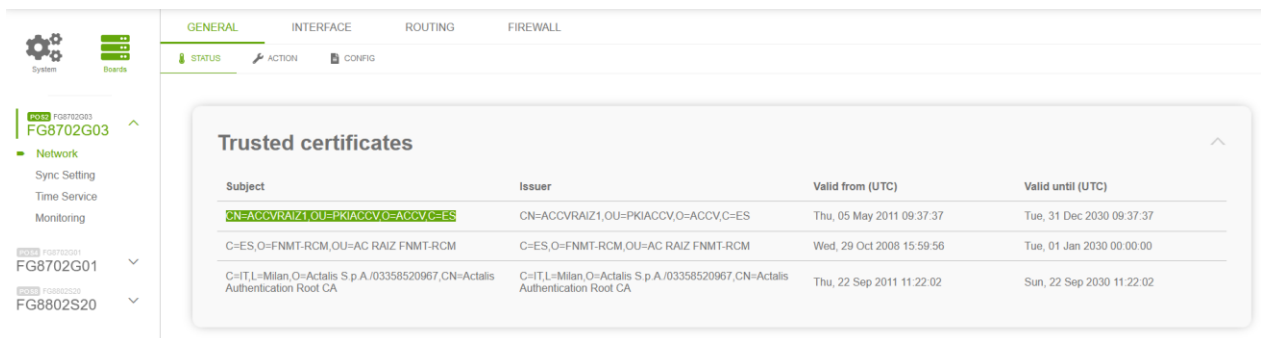 GENERAL INTERFACE ROUTING FIREWALL
System Boards
STATUS ACTION CONFIG
POS2 FG8702G03
FG8702G03
Network
Sync Setting
Time Service
Monitoring
FG8702G01
FG8702G01
FG8802S20
FG8802S20
Trusted certificates
Subject Issuer Valid from (UTC) Valid until (UTC)
CN=ACCVRAIZ1,OU=PKIACCV,O=ACCV,C=ES CN=ACCVRAIZ1,OU=PKIACCV,O=ACCV,C=ES Thu, 05 May 2011 09:37:37 Tue, 31 Dec 2030 09:37:37
C=ES,O=FNMT-RCM,OU=AC RAIZ FNMT-RCM C=ES,O=FNMT-RCM,OU=AC RAIZ FNMT-RCM Wed, 29 Oct 2008 15:59:56 Tue, 01 Jan 2030 00:00:00
C=IT,L=Milan,O=Actalis S.p.A./03358520967,CN=Actalis C=IT,L=Milan,O=Actalis S.p.A./03358520967,CN=Actalis Thu, 22 Sep 2011 11:22:02 Sun, 22 Sep 2030 11:22:02
Authentication Root CA Authentication Root CA